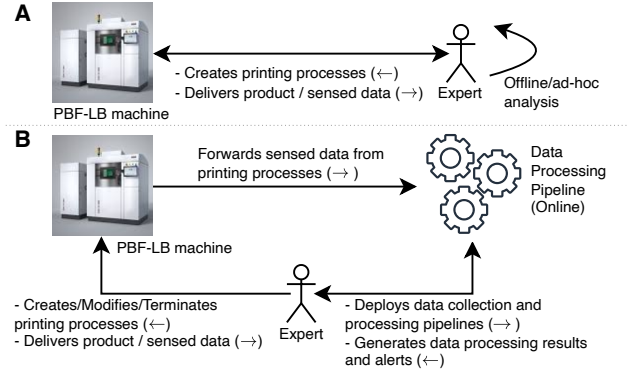 A
- Creates printing processes (←)
- Delivers product / sensed data (→)
Expert
Offline/ad-hoc
analysis
PBF-LB machine
B
Forwards sensed data from
printing processes (→ )
Data
Processing
Pipeline
(Online)
PBF-LB machine
- Creates/Modifies/Terminates
printing processes (←)
- Delivers product / sensed data (→)
Expert
- Deploys data collection and
processing pipelines (→ )
- Generates data processing results
and alerts (←)